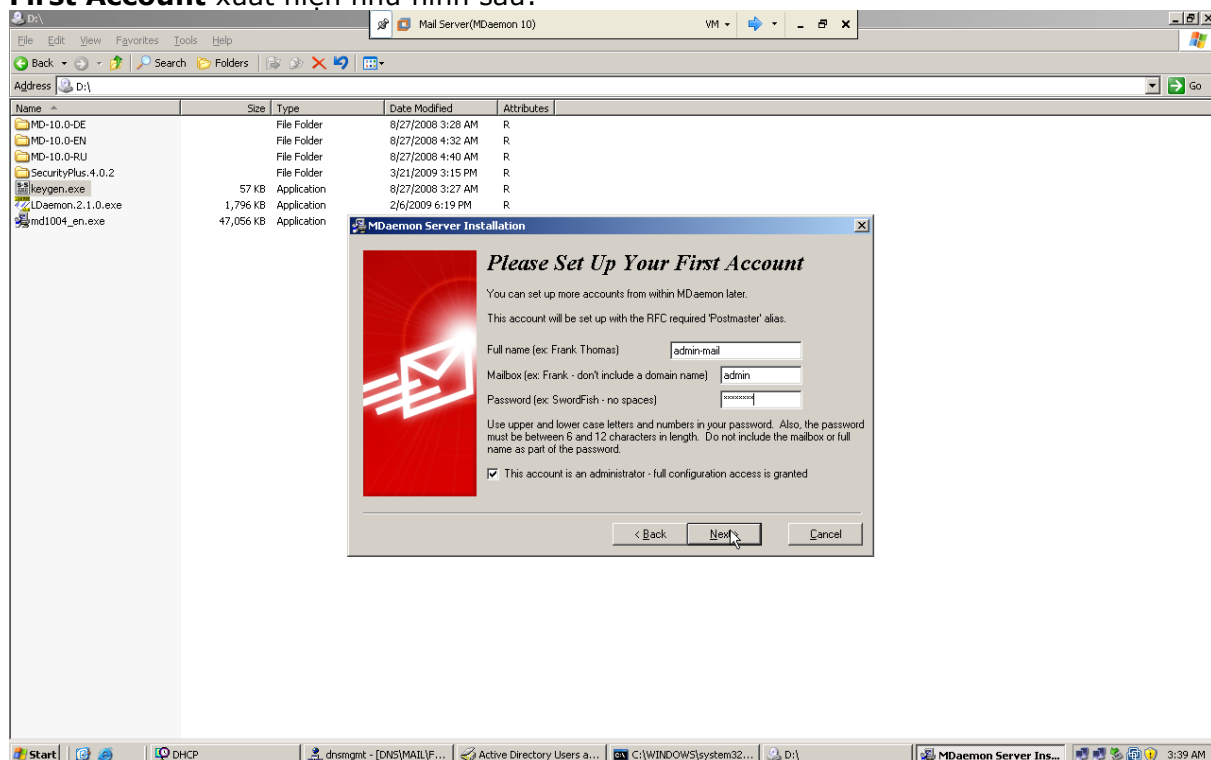 First Account xuất hiện như hình sau:
D:\
Mail Server(MDaemon 10)
VM
File Edit View Favorites Tools Help
Back Search Folders
Address D:\ Go
Name Size Type Date Modified Attributes
MD-10.0-DE File Folder 8/27/2008 3:28 AM R
MD-10.0-EN File Folder 8/27/2008 4:32 AM R
MD-10.0-RU File Folder 8/27/2008 4:40 AM R
SecurityPlus.4.0.2 File Folder 3/21/2009 3:15 PM R
keygen.exe 57 KB Application 8/27/2008 3:27 AM R
LDaemon.2.1.0.exe 1,796 KB Application 2/6/2009 6:19 PM R
md1004_en.exe 47,056 KB Application
MDaemon Server Installation
Please Set Up Your First Account
You can set up more accounts from within MDaemon later.
This account will be set up with the RFC required 'Postmaster' alias.
Full name (ex: Frank Thomas) admin-mail
Mailbox (ex: Frank - don't include a domain name) admin
Password (ex: SwordFish - no spaces) xxxxxxxx
Use upper and lower case letters and numbers in your password. Also, the password
must be between 6 and 12 characters in length. Do not include the mailbox or full
name as part of the password.
This account is an administrator - full configuration access is granted
< Back Next > Cancel
Start DHCP dnsmgmt - [DNS\MAIL\F... Active Directory Users a... C:\WINDOWS\system32... D:\ MDaemon Server Ins... 3:39 AM